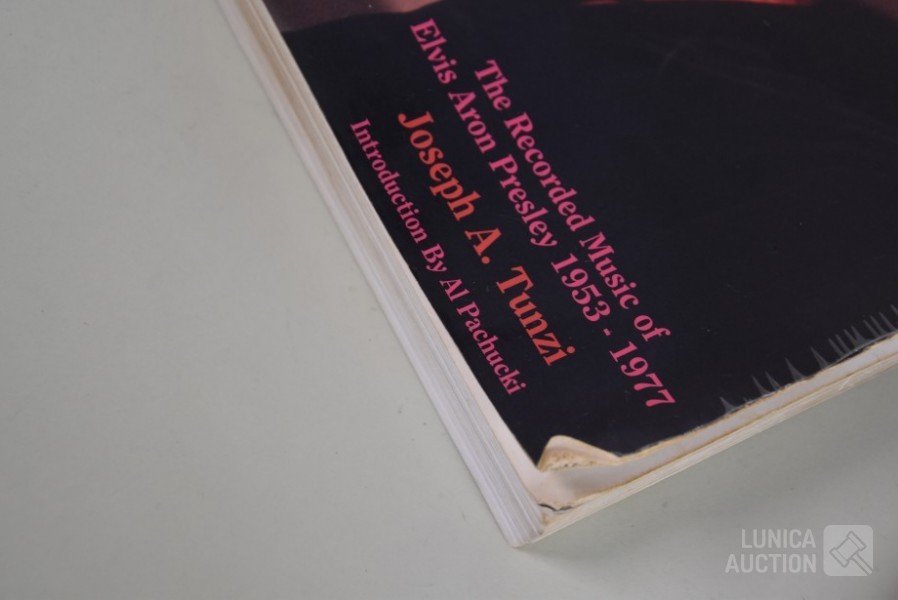 The Recorded Music of
Elvis Aron Presley 1953 - 1977
Joseph A. Tunzi
Introduction By Al Pachucki
LUNICA
AUCTION